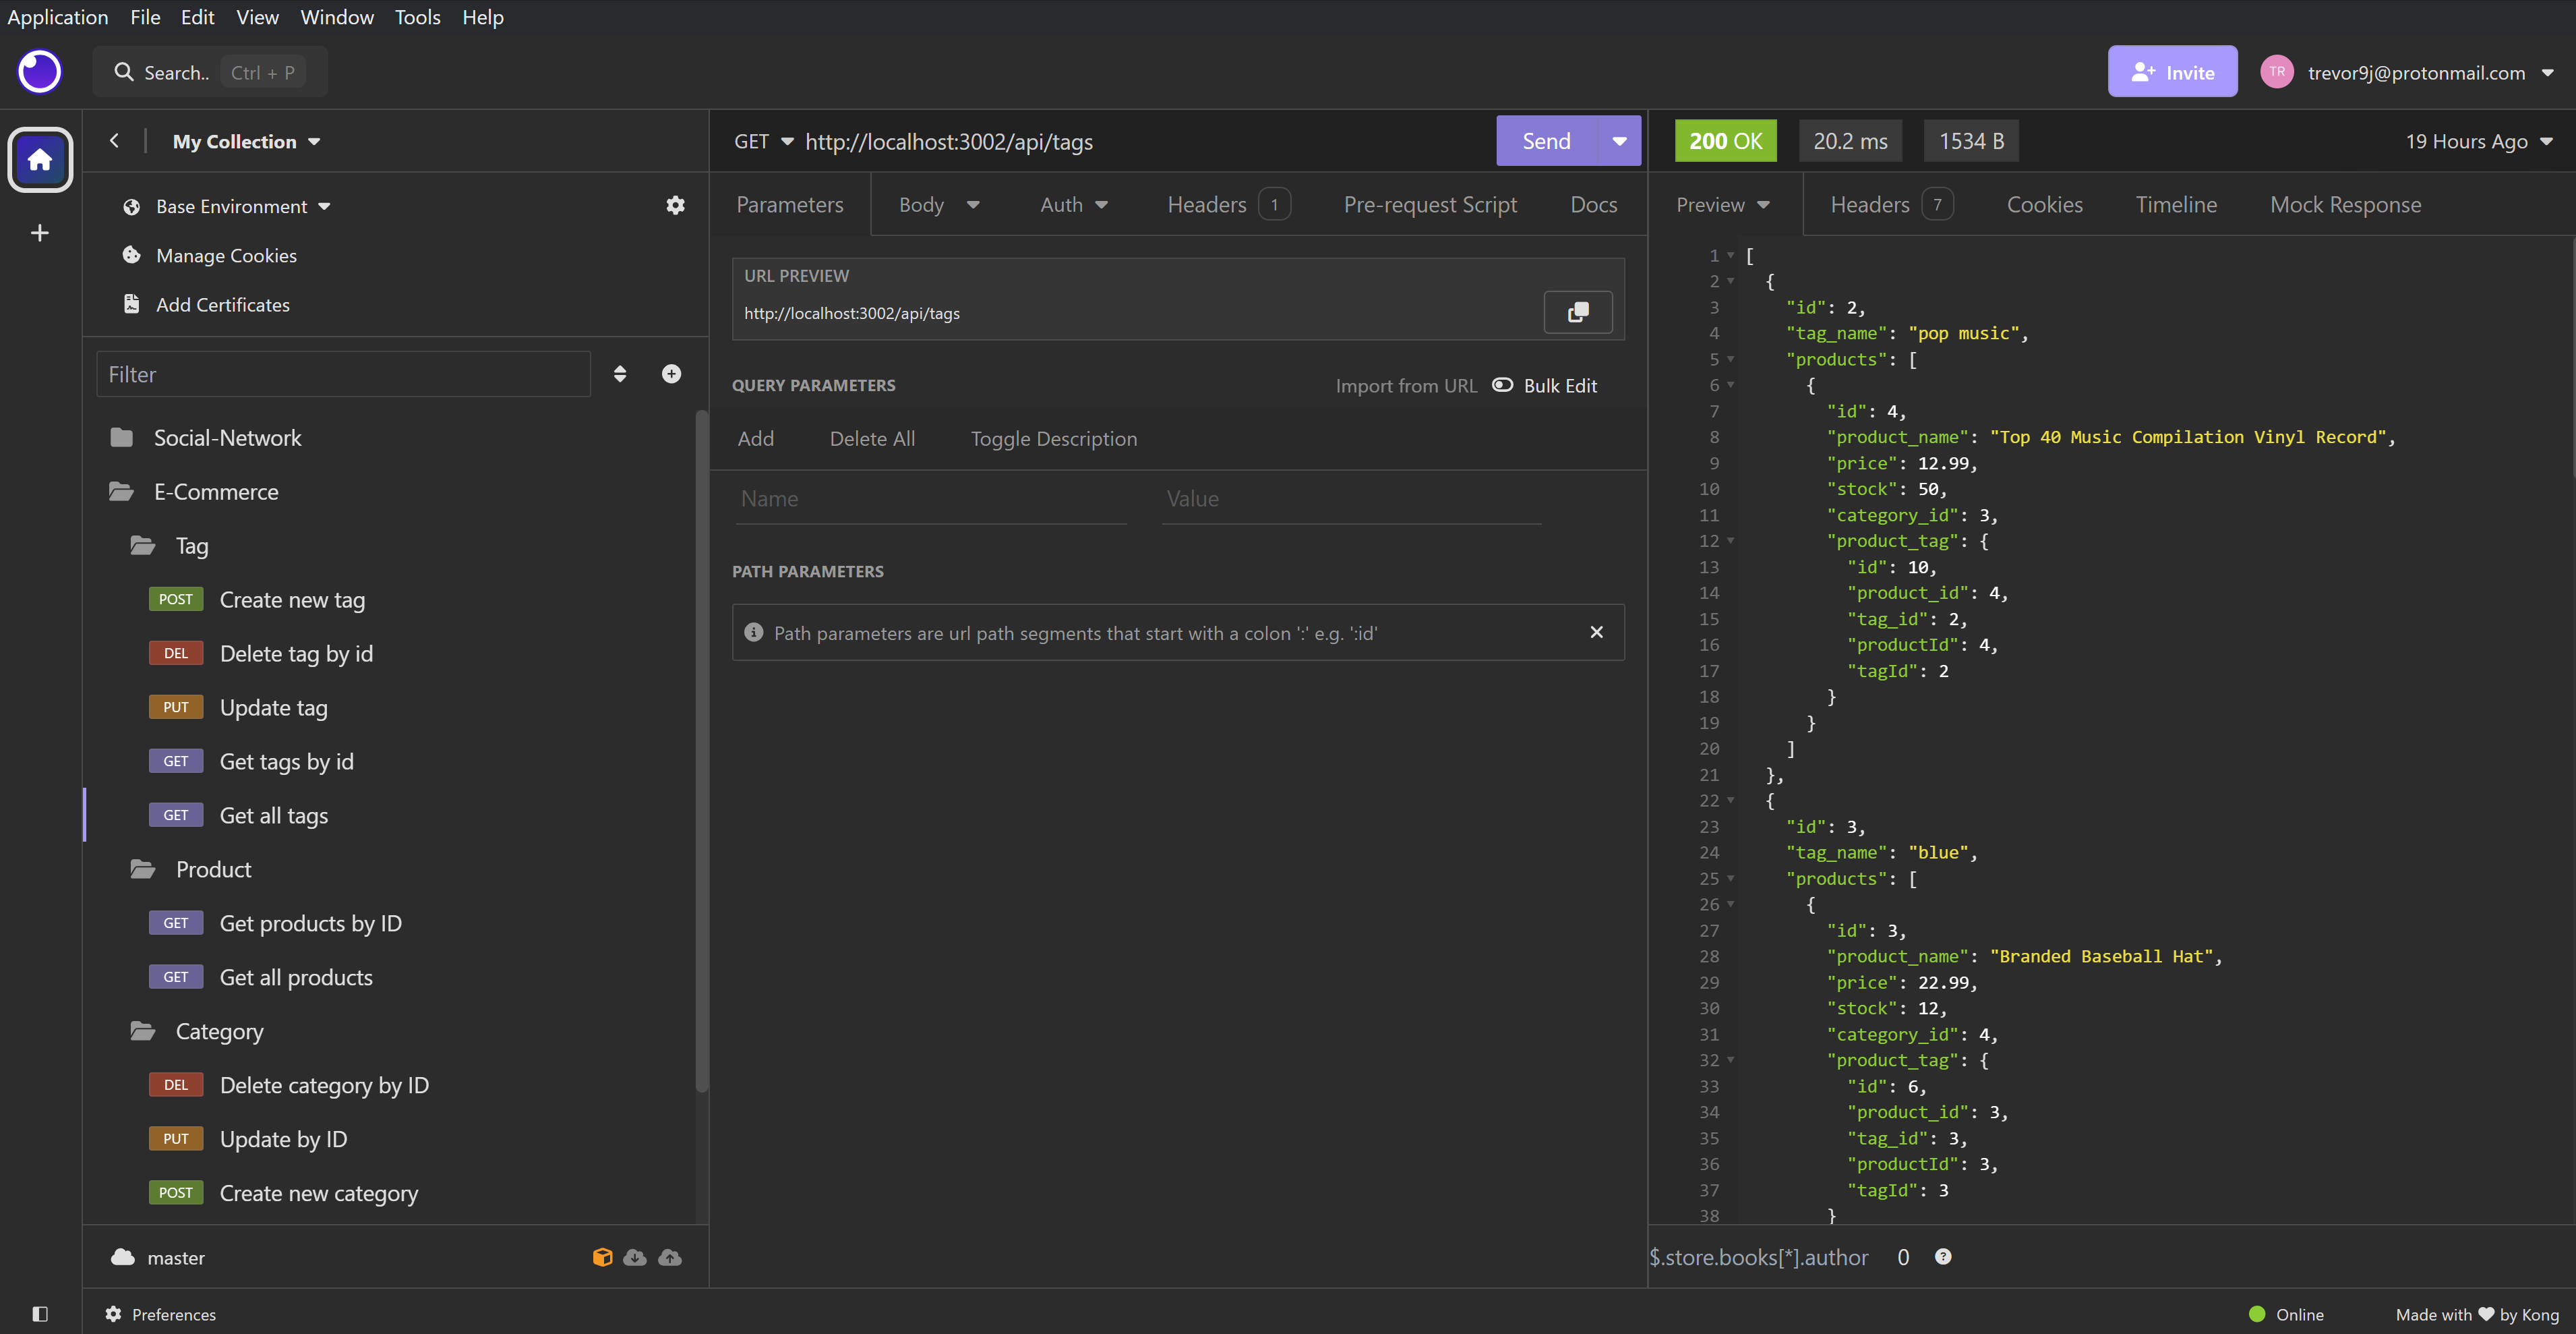 Application File Edit View Window Tools Help
Search.. Ctrl + P
Invite TR trevor9j@protonmail.com
My Collection
Base Environment
Manage Cookies
Add Certificates
Filter
Social-Network
E-Commerce
Tag
POST Create new tag
DEL Delete tag by id
PUT Update tag
GET Get tags by id
GET Get all tags
Product
GET Get products by ID
GET Get all products
Category
DEL Delete category by ID
PUT Update by ID
POST Create new category
master
GET http://localhost:3002/api/tags Send
Parameters Body Auth Headers 1 Pre-request Script Docs
URL PREVIEW
http://localhost:3002/api/tags
QUERY PARAMETERS Import from URL Bulk Edit
Add Delete All Toggle Description
Name Value
PATH PARAMETERS
Path parameters are url path segments that start with a colon ':' e.g. ':id'
200 OK 20.2 ms 1534 B 19 Hours Ago
Preview Headers 7 Cookies Timeline Mock Response
1 [
2 {
3 "id": 2,
4 "tag_name": "pop music",
5 "products": [
6 {
7 "id": 4,
8 "product_name": "Top 40 Music Compilation Vinyl Record",
9 "price": 12.99,
10 "stock": 50,
11 "category_id": 3,
12 "product_tag": {
13 "id": 10,
14 "product_id": 4,
15 "tag_id": 2,
16 "productId": 4,
17 "tagId": 2
18 }
19 }
20 ]
21 },
22 {
23 "id": 3,
24 "tag_name": "blue",
25 "products": [
26 {
27 "id": 3,
28 "product_name": "Branded Baseball Hat",
29 "price": 22.99,
30 "stock": 12,
31 "category_id": 4,
32 "product_tag": {
33 "id": 6,
34 "product_id": 3,
35 "tag_id": 3,
36 "productId": 3,
37 "tagId": 3
38 }
$.store.books[*].author 0
Preferences
Online Made with ♥ by Kong